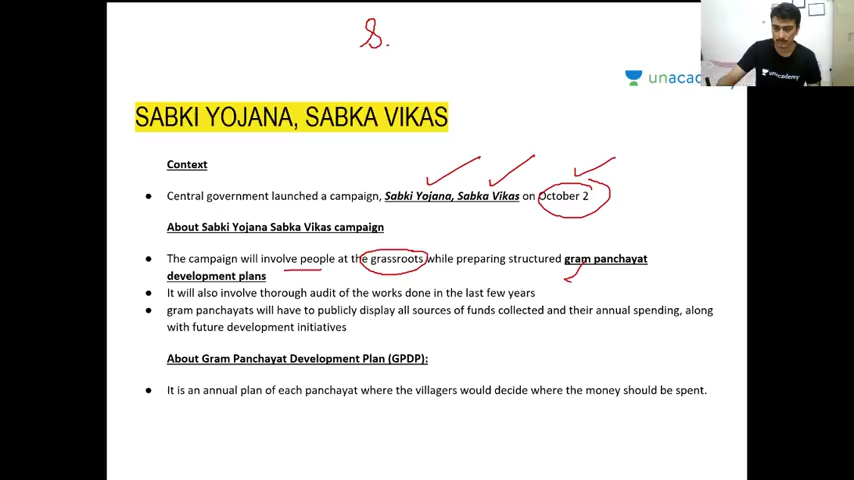 S.
unacademy
SABKI YOJANA, SABKA VIKAS
Context
● Central government launched a campaign, Sabki Yojana, Sabka Vikas on October 2
About Sabki Yojana Sabka Vikas campaign
● The campaign will involve people at the grassroots while preparing structured gram panchayat
development plans
● It will also involve thorough audit of the works done in the last few years
● gram panchayats will have to publicly display all sources of funds collected and their annual spending, along
with future development initiatives
About Gram Panchayat Development Plan (GPDP):
● It is an annual plan of each panchayat where the villagers would decide where the money should be spent.